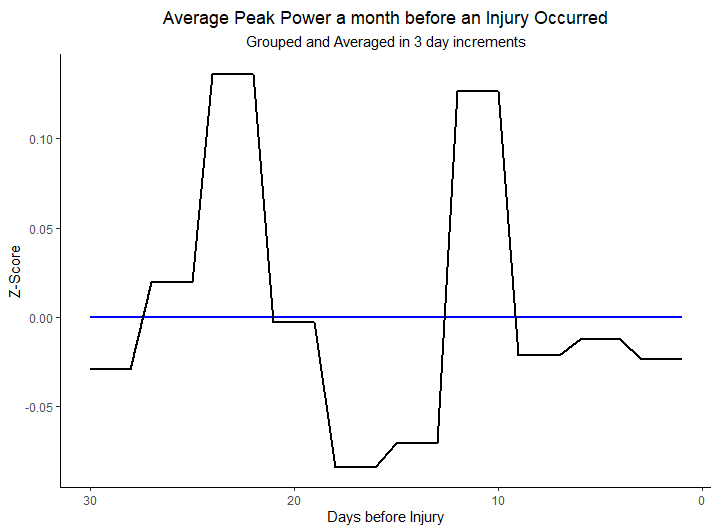 Average Peak Power a month before an Injury Occurred
Grouped and Averaged in 3 day increments
Z-Score
0.10
0.05
0.00
-0.05
30 20 10 0
Days before Injury